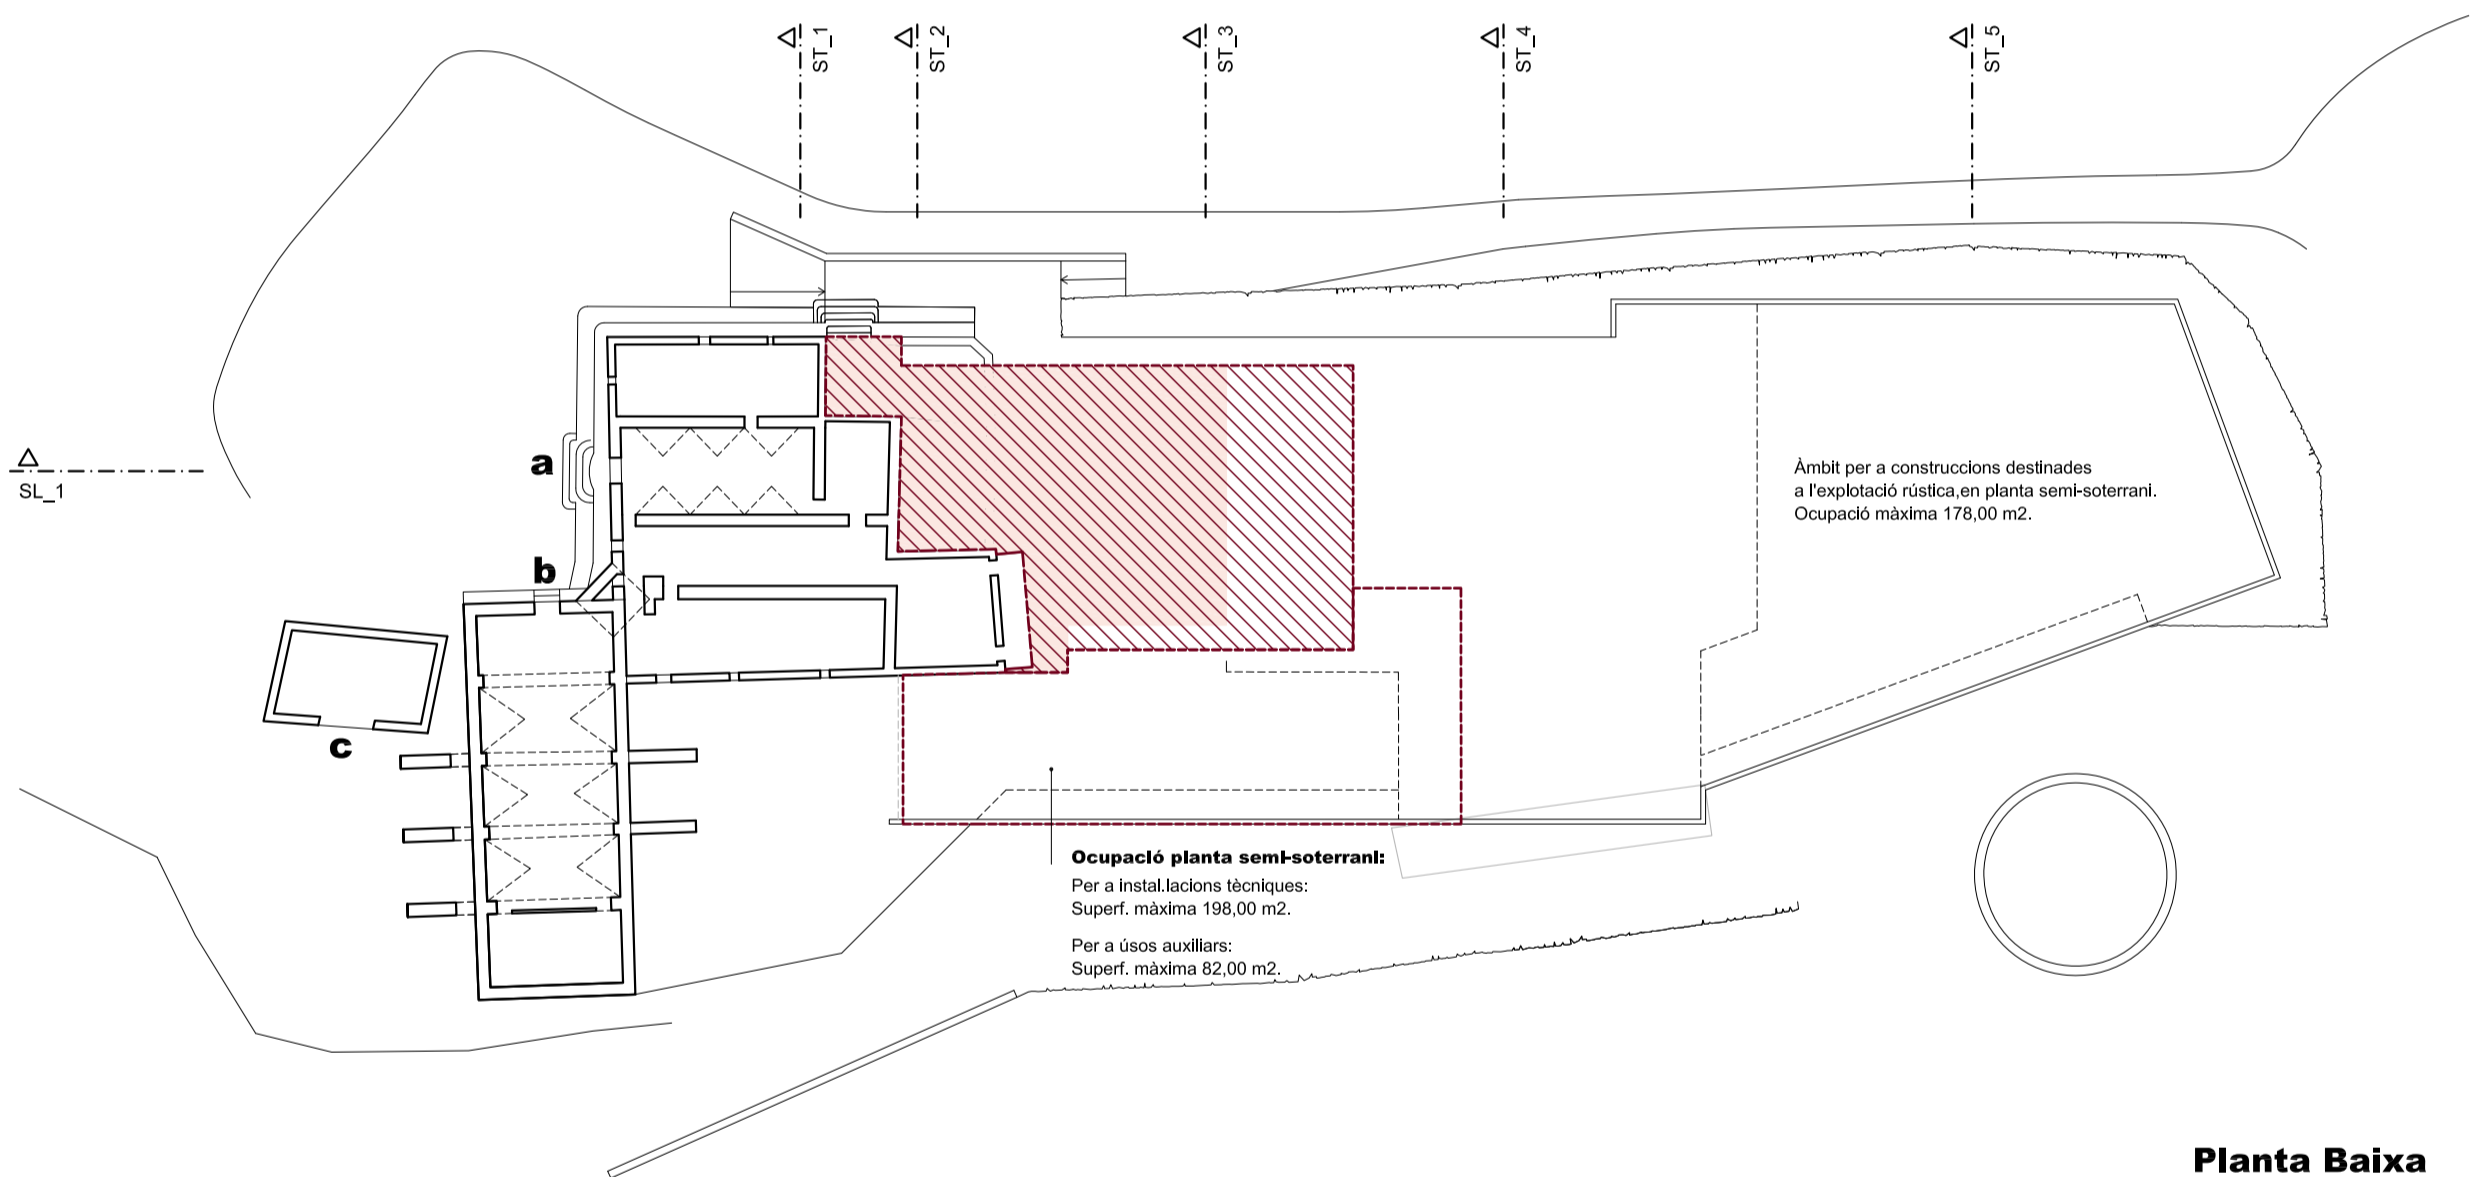 ST_1
ST_2
ST_3
ST_4
ST_5
SL_1
a
b
c
Àmbit per a construccions destinades
a l'explotació rústica,en planta semi-soterrani.
Ocupació màxima 178,00 m2.
Ocupació planta semi-soterrani:
Per a instal.lacions tècniques:
Superf. màxima 198,00 m2.
Per a úsos auxiliars:
Superf. màxima 82,00 m2.
Planta Baixa